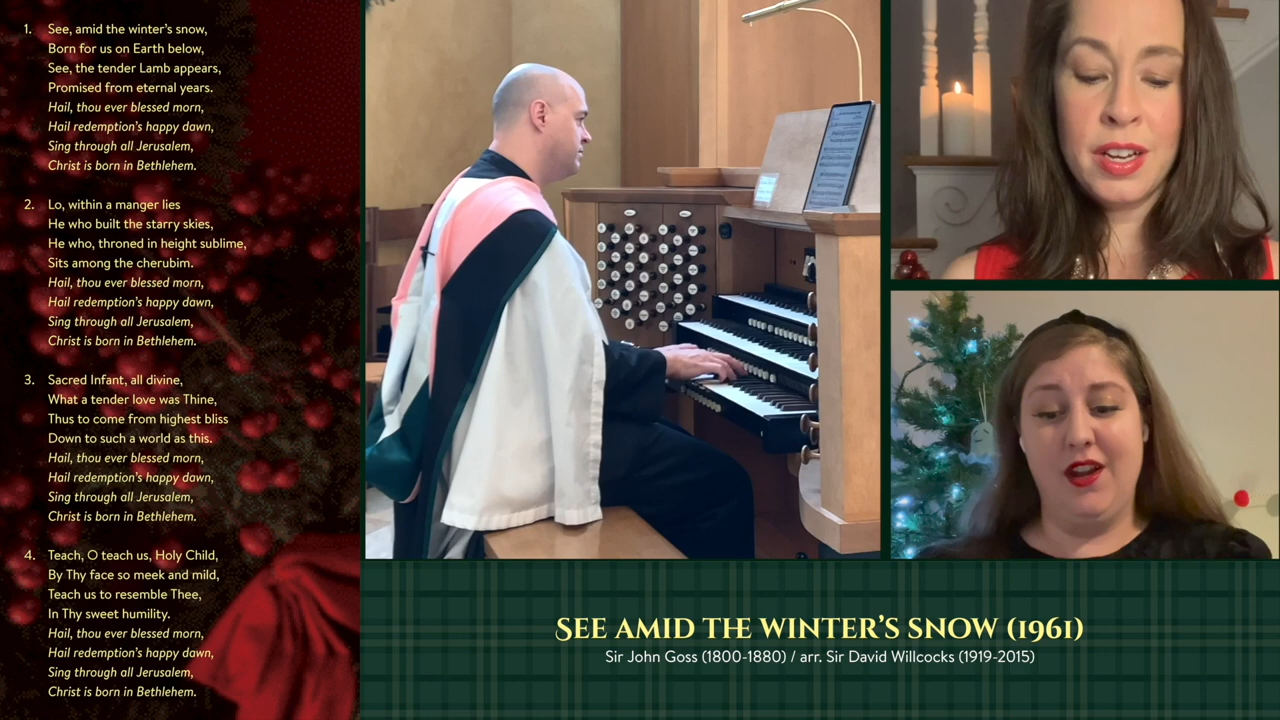 1. See, amid the winter's snow,
Born for us on Earth below,
See, the tender Lamb appears,
Promised from eternal years.
Hail, thou ever blessed morn,
Hail redemption's happy dawn,
Sing through all Jerusalem,
Christ is born in Bethlehem.
2. Lo, within a manger lies
He who built the starry skies,
He who, throned in height sublime,
Sits among the cherubim.
Hail, thou ever blessed morn,
Hail redemption's happy dawn,
Sing through all Jerusalem,
Christ is born in Bethlehem.
3. Sacred Infant, all divine,
What a tender love was Thine,
Thus to come from highest bliss
Down to such a world as this.
Hail, thou ever blessed morn,
Hail redemption's happy dawn,
Sing through all Jerusalem,
Christ is born in Bethlehem.
4. Teach, O teach us, Holy Child,
By Thy face so meek and mild,
Teach us to resemble Thee,
In Thy sweet humility.
Hail, thou ever blessed morn,
Hail redemption's happy dawn,
Sing through all Jerusalem,
Christ is born in Bethlehem.
SEE AMID THE WINTER'S SNOW (1961)
Sir John Goss (1800-1880) / arr. Sir David Willcocks (1919-2015)